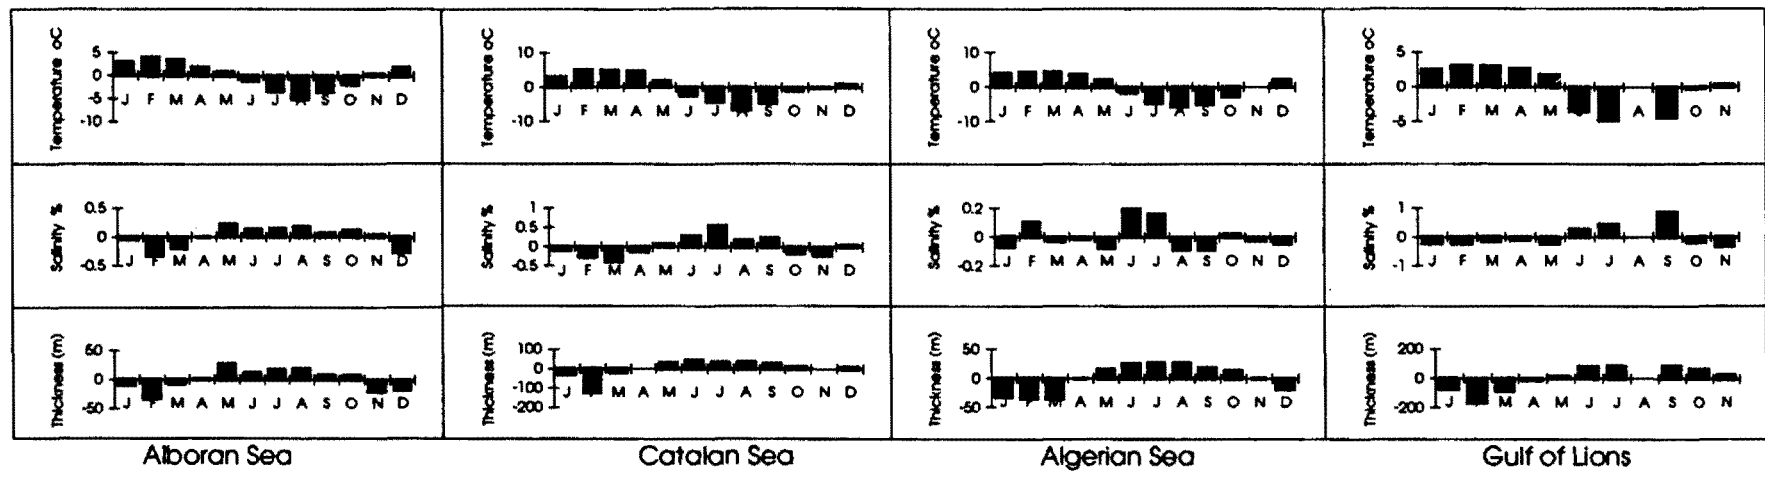 Temperature oC
5
0
-5
-10
J F M A M J J A S O N D
Temperature oC
10
0
-10
J F M A M J J A S O N D
Temperature oC
10
0
-10
J F M A M J J A S O N D
Temperature oC
5
0
-5
J F M A M J A O N
Salinity %
0.5
0
-0.5
J F M A M J J A S O N D
Salinity %
1
0.5
0
-0.5
J F M A M J J A S O N D
Salinity %
0.2
0
-0.2
J F M A M J J A S O N D
Salinity %
1
0
-1
J F M A M J J A S O N
Thickness (m)
50
0
-50
J F M A M J J A S O N D
Thickness (m)
100
0
-100
-200
J F M A M J J A S O N D
Thickness (m)
50
0
-50
J F M A M J J A S O N D
Thickness (m)
200
0
-200
J F M A M J J A S O N
Alboran Sea
Catalan Sea
Algerian Sea
Gulf of Lions